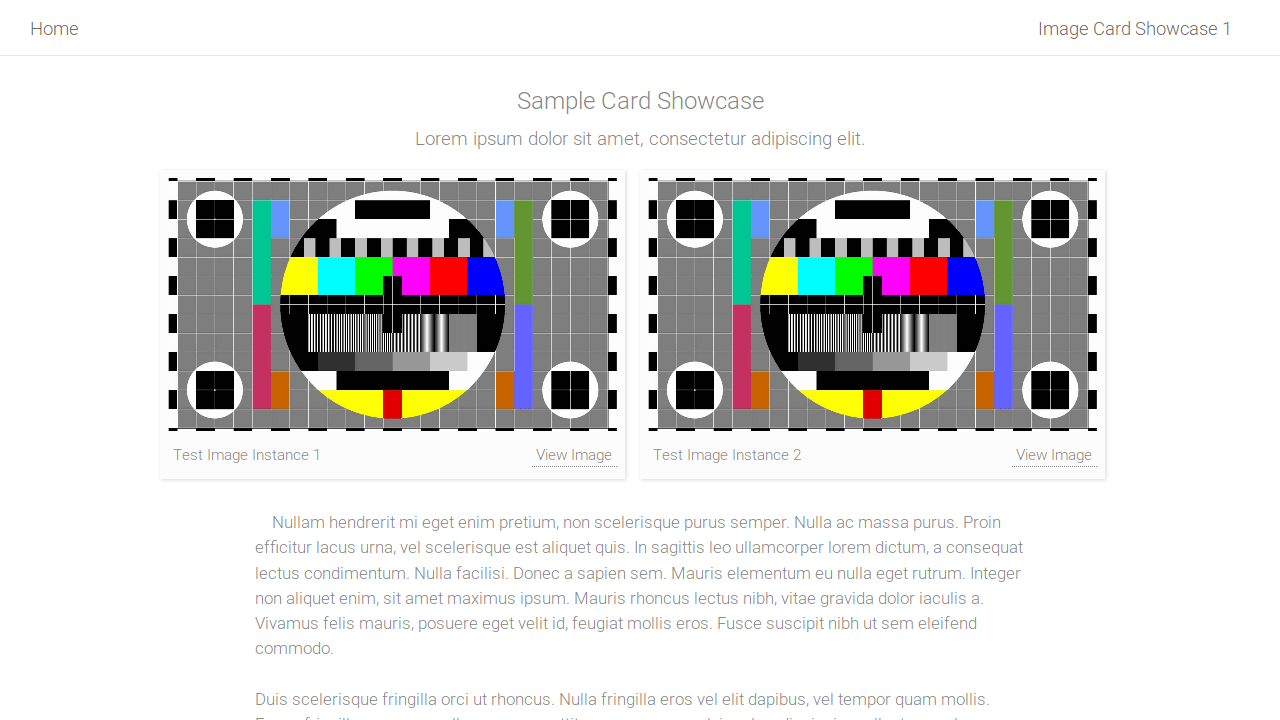 Home
Image Card Showcase 1
Sample Card Showcase
Lorem ipsum dolor sit amet, consectetur adipiscing elit.
Test Image Instance 1
View Image
Test Image Instance 2
View Image
Nullam hendrerit mi eget enim pretium, non scelerisque purus semper. Nulla ac massa purus. Proin
efficitur lacus urna, vel scelerisque est aliquet quis. In sagittis leo ullamcorper lorem dictum, a consequat
lectus condimentum. Nulla facilisi. Donec a sapien sem. Mauris elementum eu nulla eget rutrum. Integer
non aliquet enim, sit amet maximus ipsum. Mauris rhoncus lectus nibh, vitae gravida dolor iaculis a.
Vivamus felis mauris, posuere eget velit id, feugiat mollis eros. Fusce suscipit nibh ut sem eleifend
commodo.
Duis scelerisque fringilla orci ut rhoncus. Nulla fringilla eros vel elit dapibus, vel tempor quam mollis.